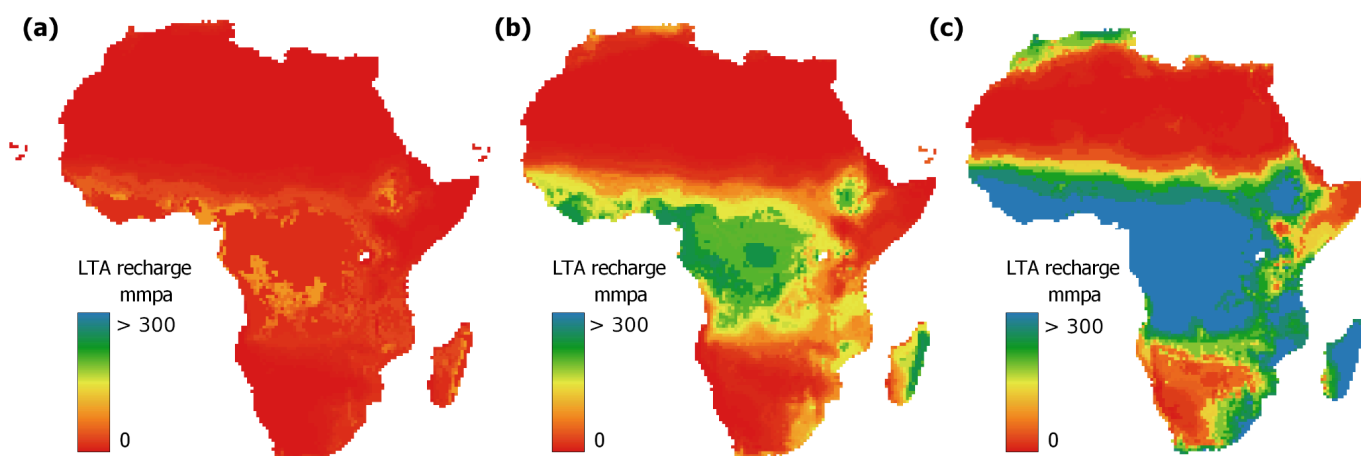 (a)
LTA recharge
mmpa
> 300
0
(b)
LTA recharge
mmpa
> 300
0
(c)
LTA recharge
mmpa
> 300
0